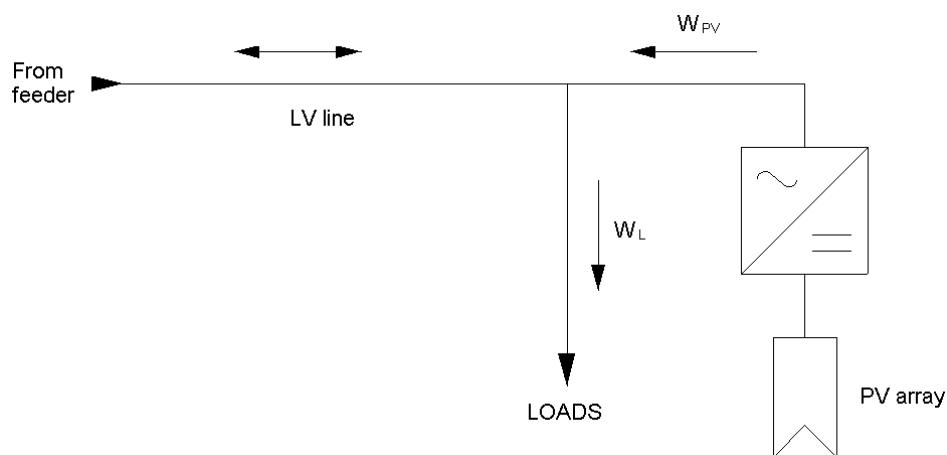 W_PV
From
feeder
LV line
W_L
PV array
LOADS